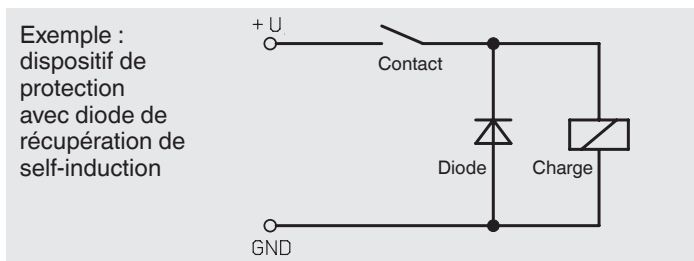 Exemple :
dispositif de
protection
avec diode de
récupération de
self-induction
+ U
Contact
Diode
Charge
GND